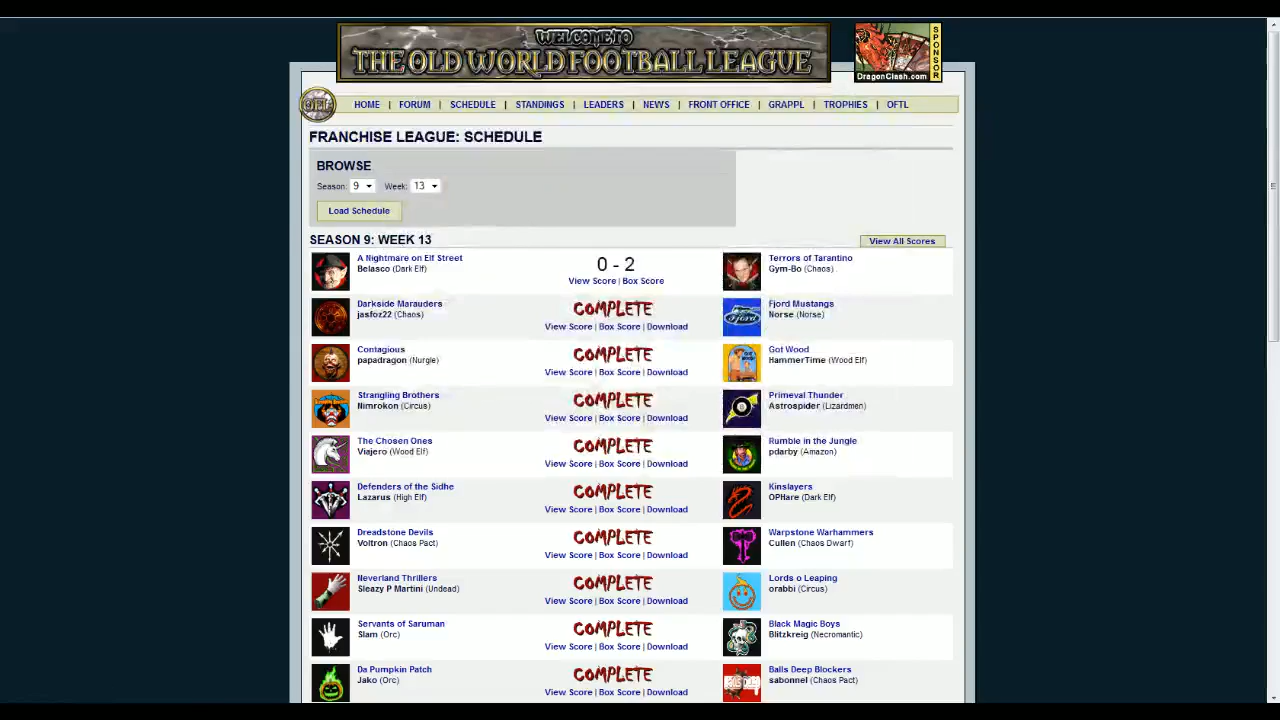 WELCOME TO
THE OLD WORLD FOOTBALL LEAGUE
SPONSOR
DragonClash.com
OFL
HOME | FORUM | SCHEDULE | STANDINGS | LEADERS | NEWS | FRONT OFFICE | GRAPPL | TROPHIES | OFTL
FRANCHISE LEAGUE: SCHEDULE
BROWSE
Season: 9 Week: 13
Load Schedule
SEASON 9: WEEK 13
View All Scores
A Nightmare on Elf Street 0 - 2 Terrors of Tarantino
Belasco (Dark Elf) View Score | Box Score Gym-Bo (Chaos)
Darkside Marauders COMPLETE Fjord Mustangs
jasfoz22 (Chaos) View Score | Box Score | Download Fjord Norse (Norse)
Contagious COMPLETE Got Wood
papadragon (Nurgle) View Score | Box Score | Download GOT WOOD HammerTime (Wood Elf)
Strangling Brothers COMPLETE Primeval Thunder
Nimrokon (Circus) View Score | Box Score | Download Astrospider (Lizardmen)
The Chosen Ones COMPLETE Rumble in the Jungle
Viajero (Wood Elf) View Score | Box Score | Download pdarby (Amazon)
Defenders of the Sidhe COMPLETE Kinslayers
Lazarus (High Elf) View Score | Box Score | Download OPHare (Dark Elf)
Dreadstone Devils COMPLETE Warpstone Warhammers
Voltron (Chaos Pact) View Score | Box Score | Download Cullen (Chaos Dwarf)
Neverland Thrillers COMPLETE Lords o Leaping
Sleazy P Martini (Undead) View Score | Box Score | Download orabbi (Circus)
Servants of Saruman COMPLETE Black Magic Boys
Slam (Orc) View Score | Box Score | Download Blitzkreig (Necromantic)
Da Pumpkin Patch COMPLETE Balls Deep Blockers
Jako (Orc) View Score | Box Score | Download sabonnel (Chaos Pact)